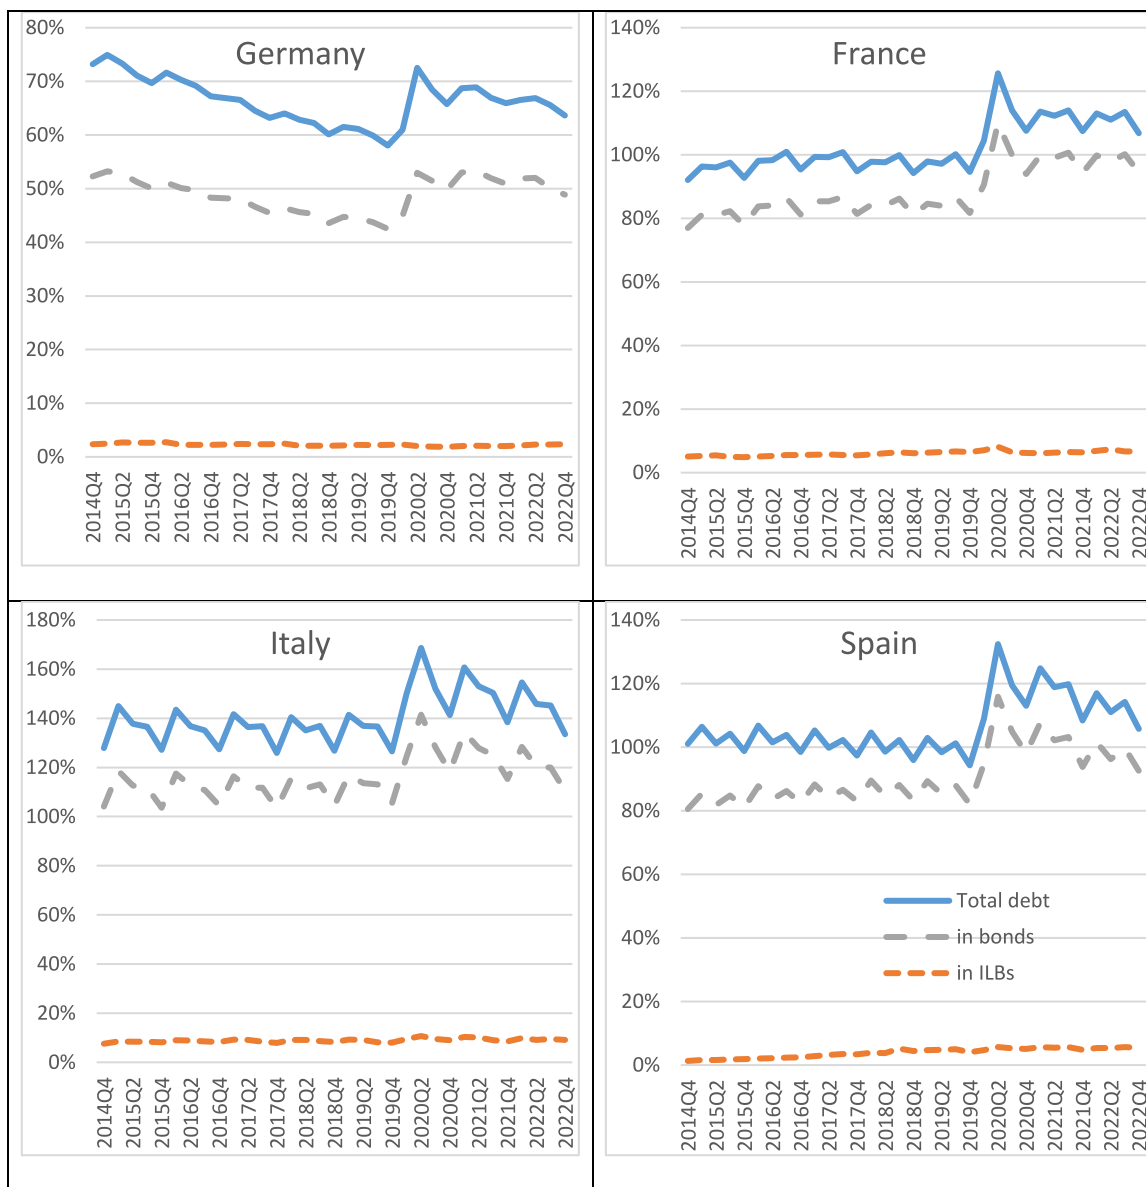 Germany
80%
70%
60%
50%
40%
30%
20%
10%
0%
2014Q4
2015Q2
2015Q4
2016Q2
2016Q4
2017Q2
2017Q4
2018Q2
2018Q4
2019Q2
2019Q4
2020Q2
2020Q4
2021Q2
2021Q4
2022Q2
2022Q4
France
140%
120%
100%
80%
60%
40%
20%
0%
2014Q4
2015Q2
2015Q4
2016Q2
2016Q4
2017Q2
2017Q4
2018Q2
2018Q4
2019Q2
2019Q4
2020Q2
2020Q4
2021Q2
2021Q4
2022Q2
2022Q4
Italy
180%
160%
140%
120%
100%
80%
60%
40%
20%
0%
2014Q4
2015Q2
2015Q4
2016Q2
2016Q4
2017Q2
2017Q4
2018Q2
2018Q4
2019Q2
2019Q4
2020Q2
2020Q4
2021Q2
2021Q4
2022Q2
2022Q4
Spain
140%
120%
100%
80%
60%
40%
20%
0%
Total debt
in bonds
in ILBs
2014Q4
2015Q2
2015Q4
2016Q2
2016Q4
2017Q2
2017Q4
2018Q2
2018Q4
2019Q2
2019Q4
2020Q2
2020Q4
2021Q2
2021Q4
2022Q2
2022Q4